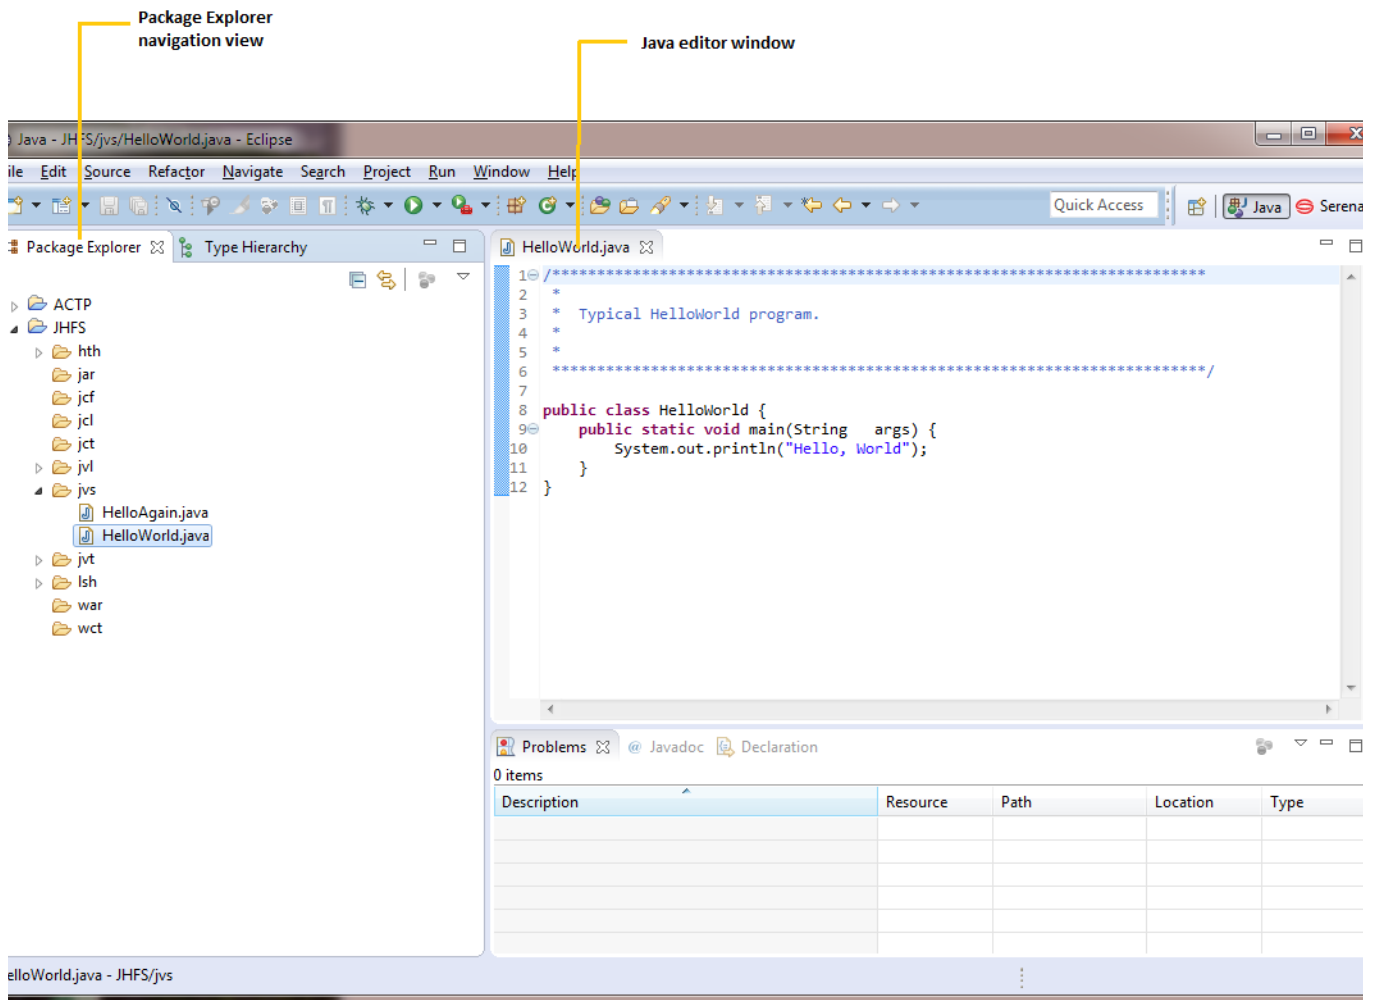 Package Explorer
navigation view
Java editor window
Java - JHFS/jvs/HelloWorld.java - Eclipse
ile Edit Source Refactor Navigate Search Project Run Window Help
Quick Access
Java
Serena
Package Explorer
Type Hierarchy
HelloWorld.java
ACTP
JHFS
hth
jar
jcf
jcl
jct
jvl
jvs
HelloAgain.java
HelloWorld.java
jvt
lsh
war
wct
1 /*************************************************************************
2 *
3 * Typical HelloWorld program.
4 *
5 *
6 *************************************************************************/
7
8 public class HelloWorld {
9 public static void main(String args) {
10 System.out.println("Hello, World");
11 }
12 }
Problems @ Javadoc Declaration
0 items
Description Resource Path Location Type
elloWorld.java - JHFS/jvs